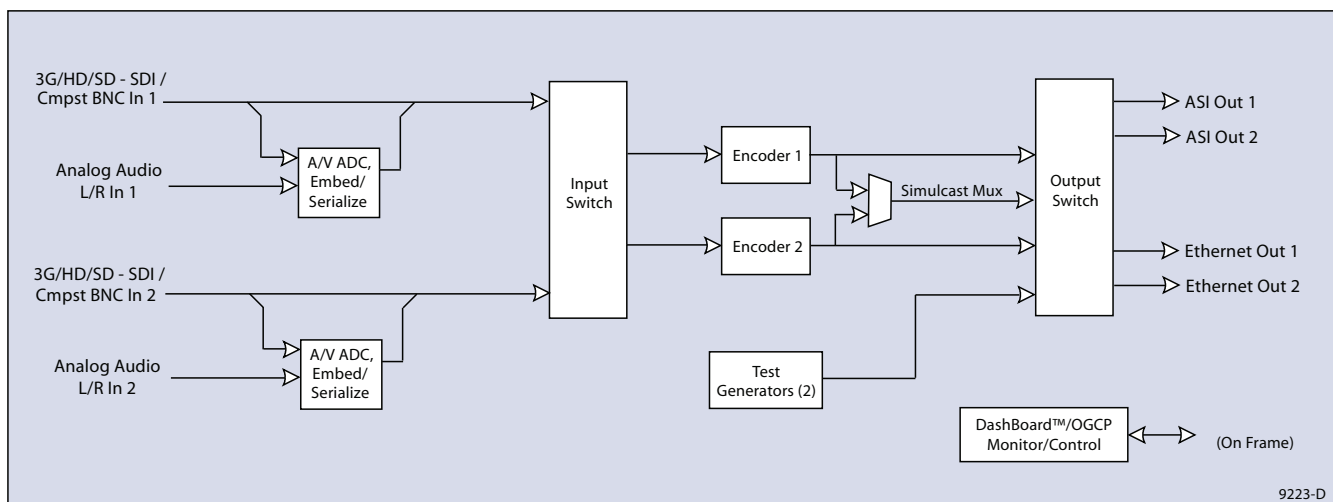 3G/HD/SD - SDI /
Cmpst BNC In 1
Analog Audio
L/R In 1
A/V ADC,
Embed/
Serialize
3G/HD/SD - SDI /
Cmpst BNC In 2
Analog Audio
L/R In 2
A/V ADC,
Embed/
Serialize
Input
Switch
Encoder 1
Encoder 2
Simulcast Mux
Test
Generators (2)
Output
Switch
ASI Out 1
ASI Out 2
Ethernet Out 1
Ethernet Out 2
DashBoard™/OGCP
Monitor/Control
(On Frame)
9223-D